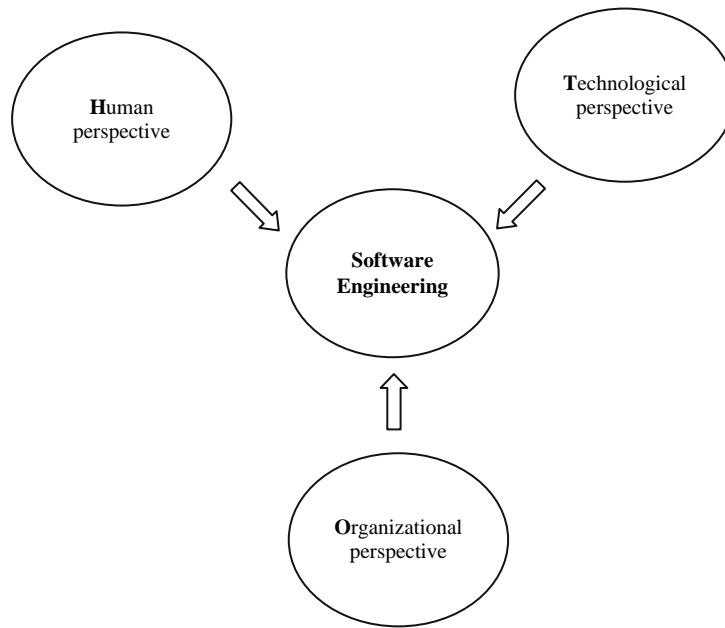 Human
perspective
Technological
perspective
Software
Engineering
Organizational
perspective